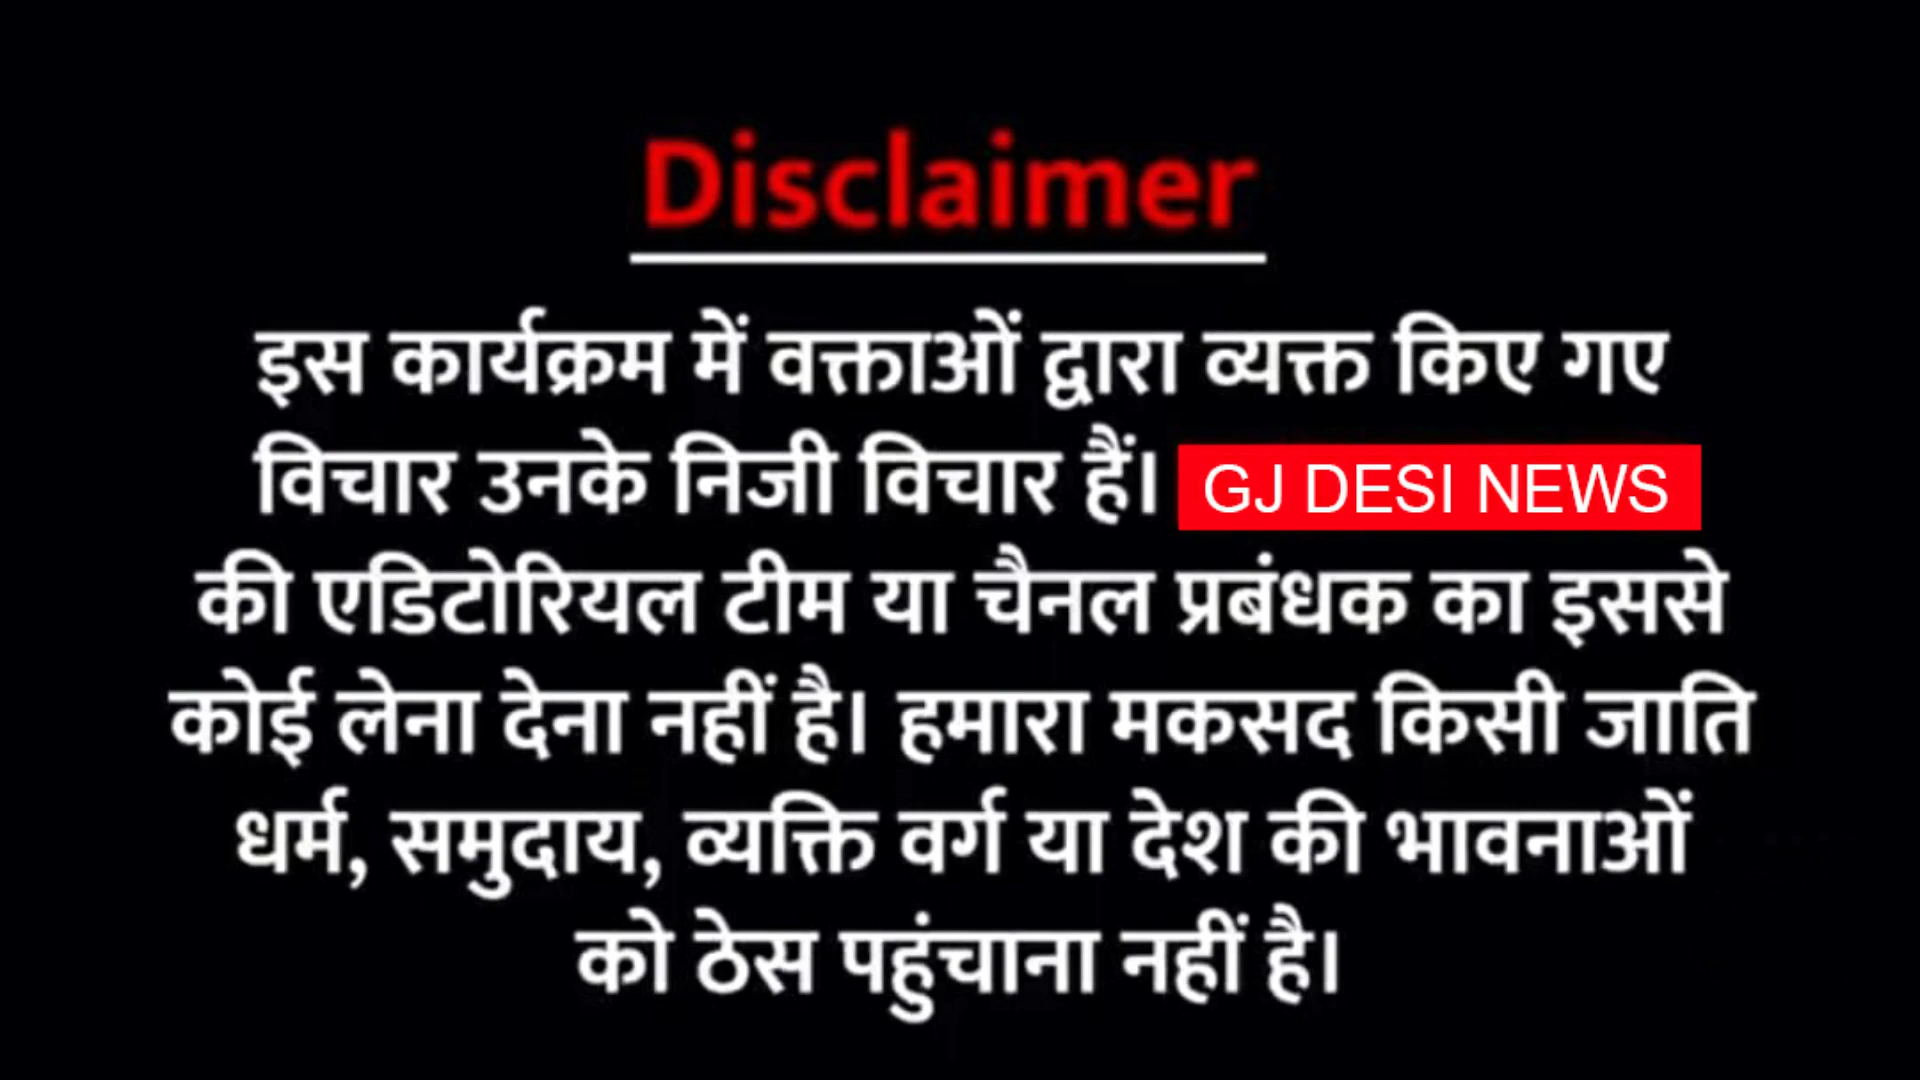 Disclaimer
इस कार्यक्रम में वक्ताओं द्वारा व्यक्त किए गए
विचार उनके निजी विचार हैं। GJ DESI NEWS
की एडिटोरियल टीम या चैनल प्रबंधक का इससे
कोई लेना देना नहीं है। हमारा मकसद किसी जाति
धर्म, समुदाय, व्यक्ति वर्ग या देश की भावनाओं
को ठेस पहुंचाना नहीं है।